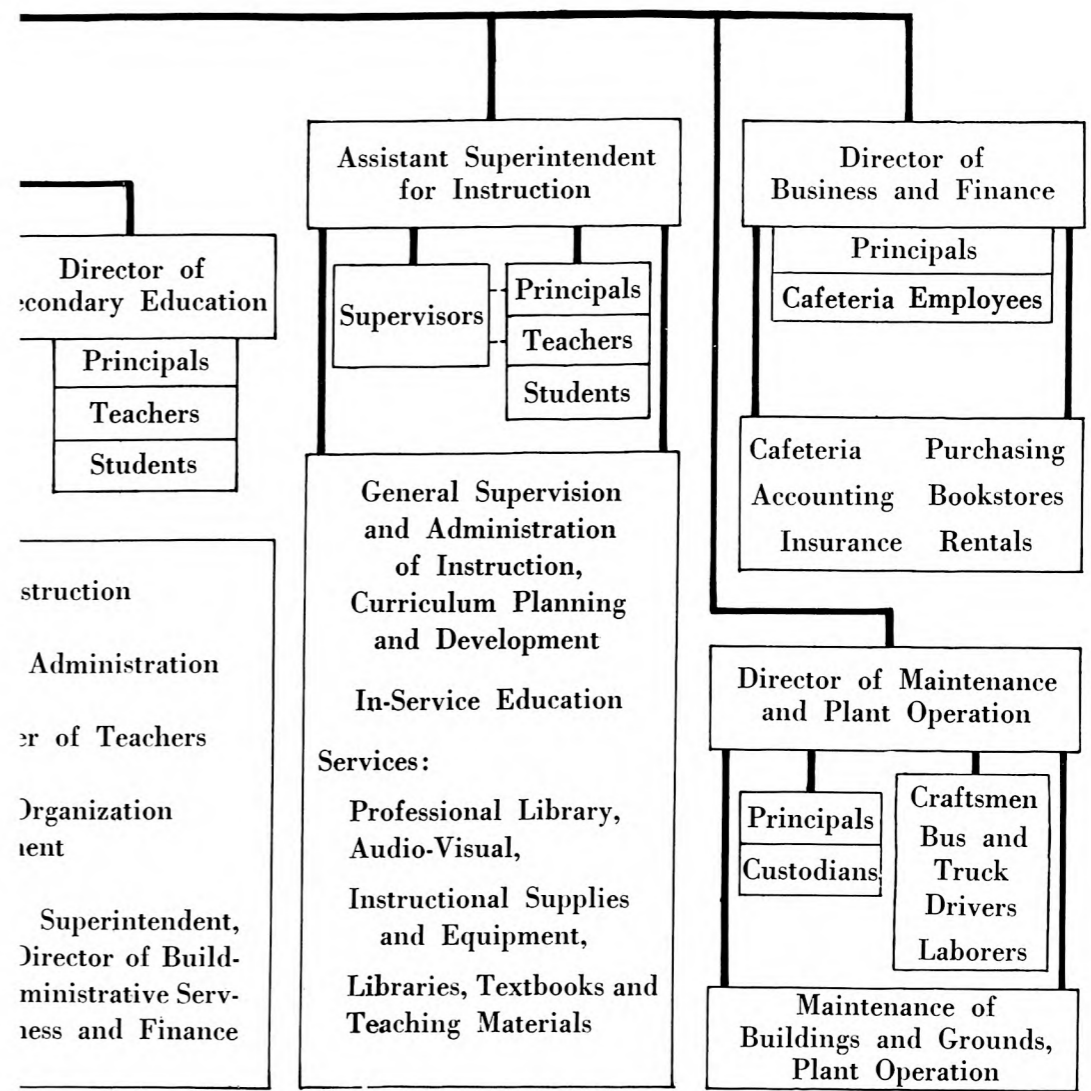 Director of
Secondary Education
Principals
Teachers
Students
struction
Administration
er of Teachers
Organization
ment
Superintendent,
Director of Build-
ministrative Serv-
ness and Finance
Assistant Superintendent
for Instruction
Supervisors
Principals
Teachers
Students
General Supervision
and Administration
of Instruction,
Curriculum Planning
and Development
In-Service Education
Services:
Professional Library,
Audio-Visual,
Instructional Supplies
and Equipment,
Libraries, Textbooks and
Teaching Materials
Director of
Business and Finance
Principals
Cafeteria Employees
Cafeteria Purchasing
Accounting Bookstores
Insurance Rentals
Director of Maintenance
and Plant Operation
Principals
Custodians
Craftsmen
Bus and
Truck
Drivers
Laborers
Maintenance of
Buildings and Grounds,
Plant Operation